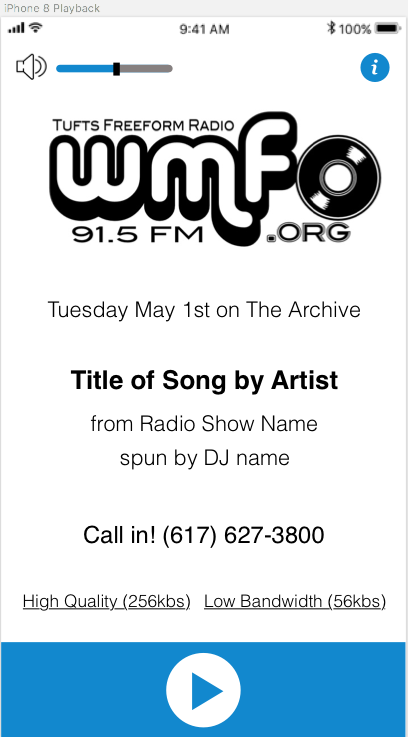 iPhone 8 Playback
9:41 AM
100%
i
TUFTS FREEFORM RADIO
wmfo
91.5 FM .ORG
Tuesday May 1st on The Archive
Title of Song by Artist
from Radio Show Name
spun by DJ name
Call in! (617) 627-3800
High Quality (256kbs) Low Bandwidth (56kbs)